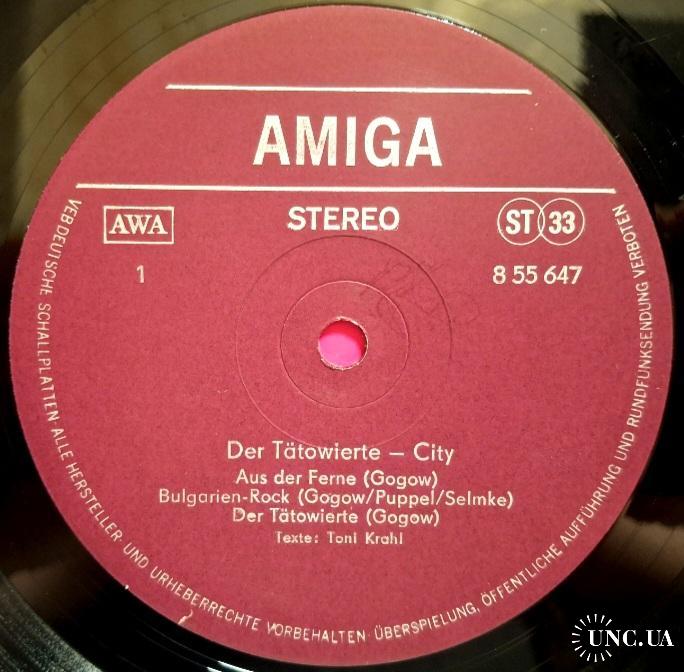 AMIGA
AWA
STEREO
ST 33
1
8 55 647
Der Tätowierte – City
Aus der Ferne (Gogow)
Bulgarien-Rock (Gogow/Puppel/Selmke)
Der Tätowierte (Gogow)
Texte: Toni Krahl
VEB DEUTSCHE SCHALLPLATTEN · ALLE HERSTELLER- UND URHEBERRECHTE VORBEHALTEN · ÜBERSPIELUNG, ÖFFENTLICHE AUFFÜHRUNG UND RUNDFUNKSENDUNG VERBOTEN
UNC.UA